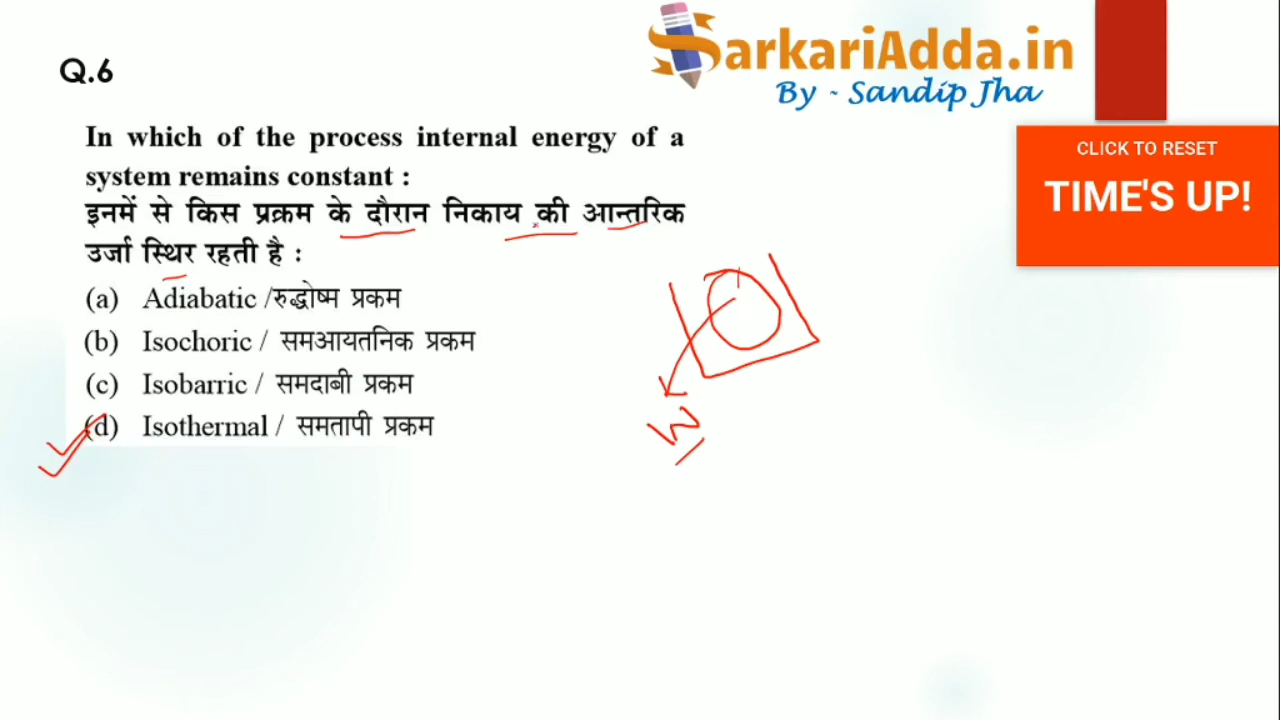 SarkariAdda.in
By - Sandip Jha
Q.6
CLICK TO RESET
TIME'S UP!
In which of the process internal energy of a
system remains constant :
इनमें से किस प्रक्रम के दौरान निकाय की आन्तरिक
उर्जा स्थिर रहती है :
(a) Adiabatic /रुद्धोष्म प्रकम
(b) Isochoric / समआयतनिक प्रकम
(c) Isobarric / समदाबी प्रकम
(d) Isothermal / समतापी प्रकम
W